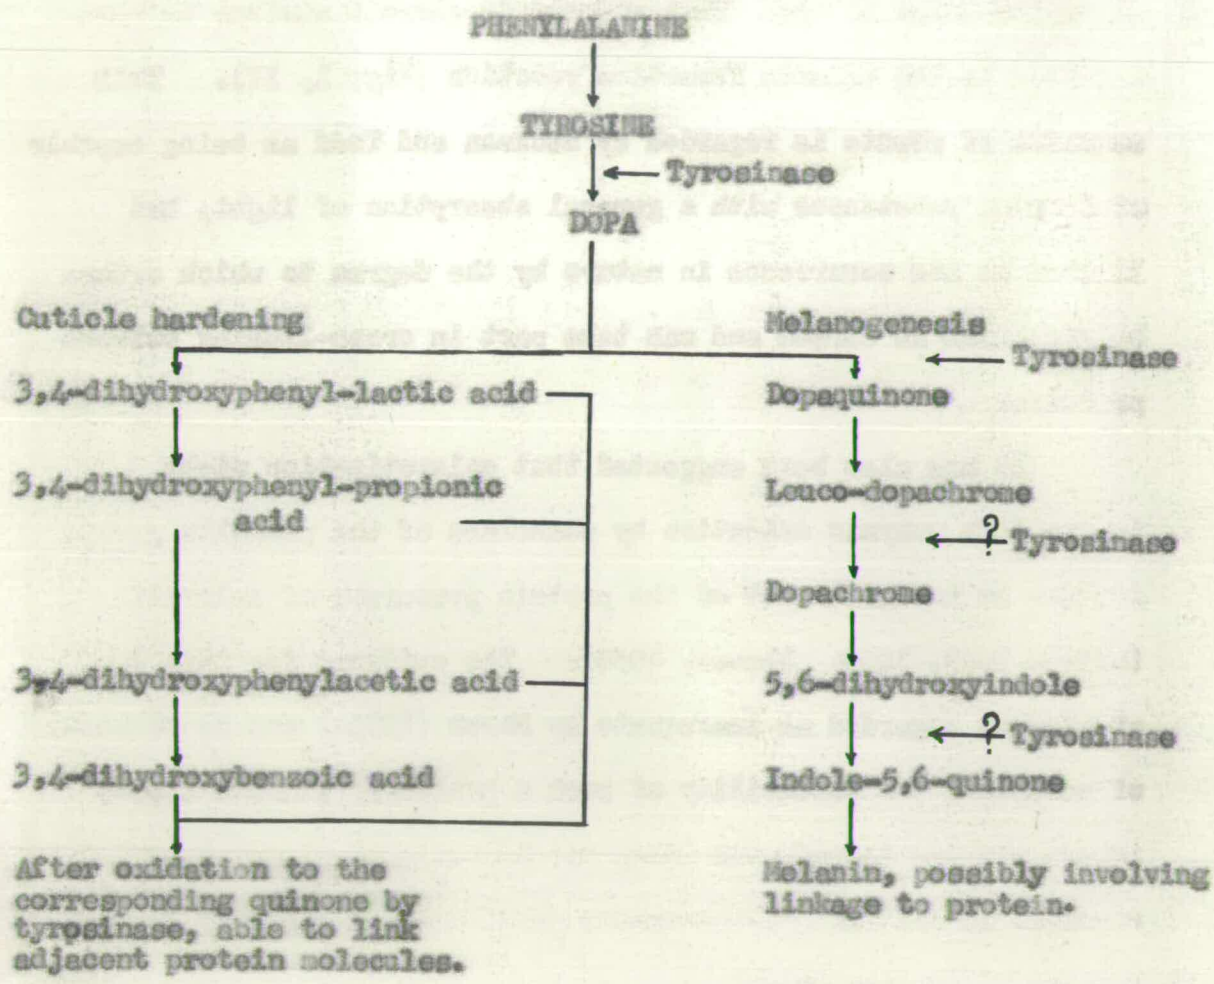 PHENYLALANINE
TYROSINE
Tyrosinase
DOPA
Cuticle hardening
Melanogenesis
Tyrosinase
3,4-dihydroxyphenyl-lactic acid
Dopaquinone
3,4-dihydroxyphenyl-propionic
acid
Leuco-dopachrome
? Tyrosinase
Dopachrome
3,4-dihydroxyphenylacetic acid
5,6-dihydroxyindole
? Tyrosinase
3,4-dihydroxybenzoic acid
Indole-5,6-quinone
After oxidation to the
corresponding quinone by
tyrosinase, able to link
adjacent protein molecules.
Melanin, possibly involving
linkage to protein.